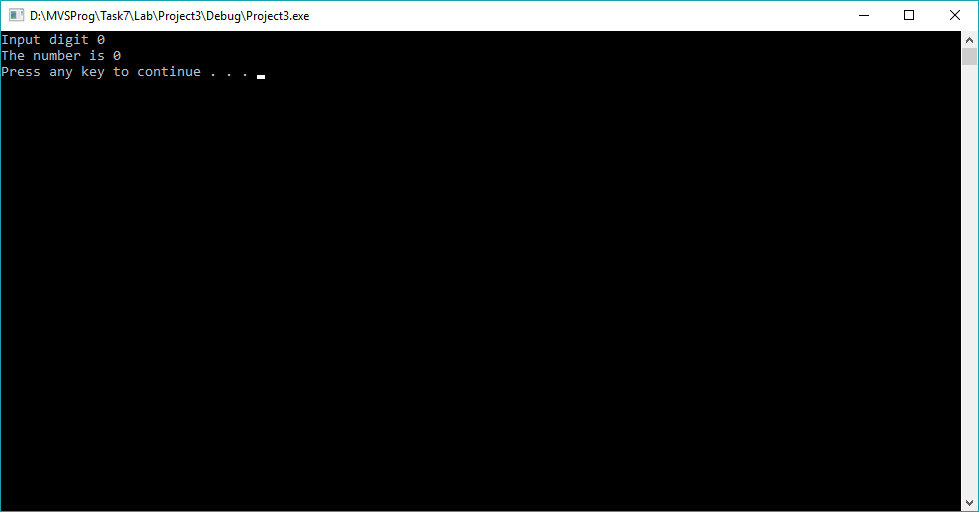 D:\MVSProg\Task7\Lab\Project3\Debug\Project3.exe
Input digit 0
The number is 0
Press any key to continue . . .